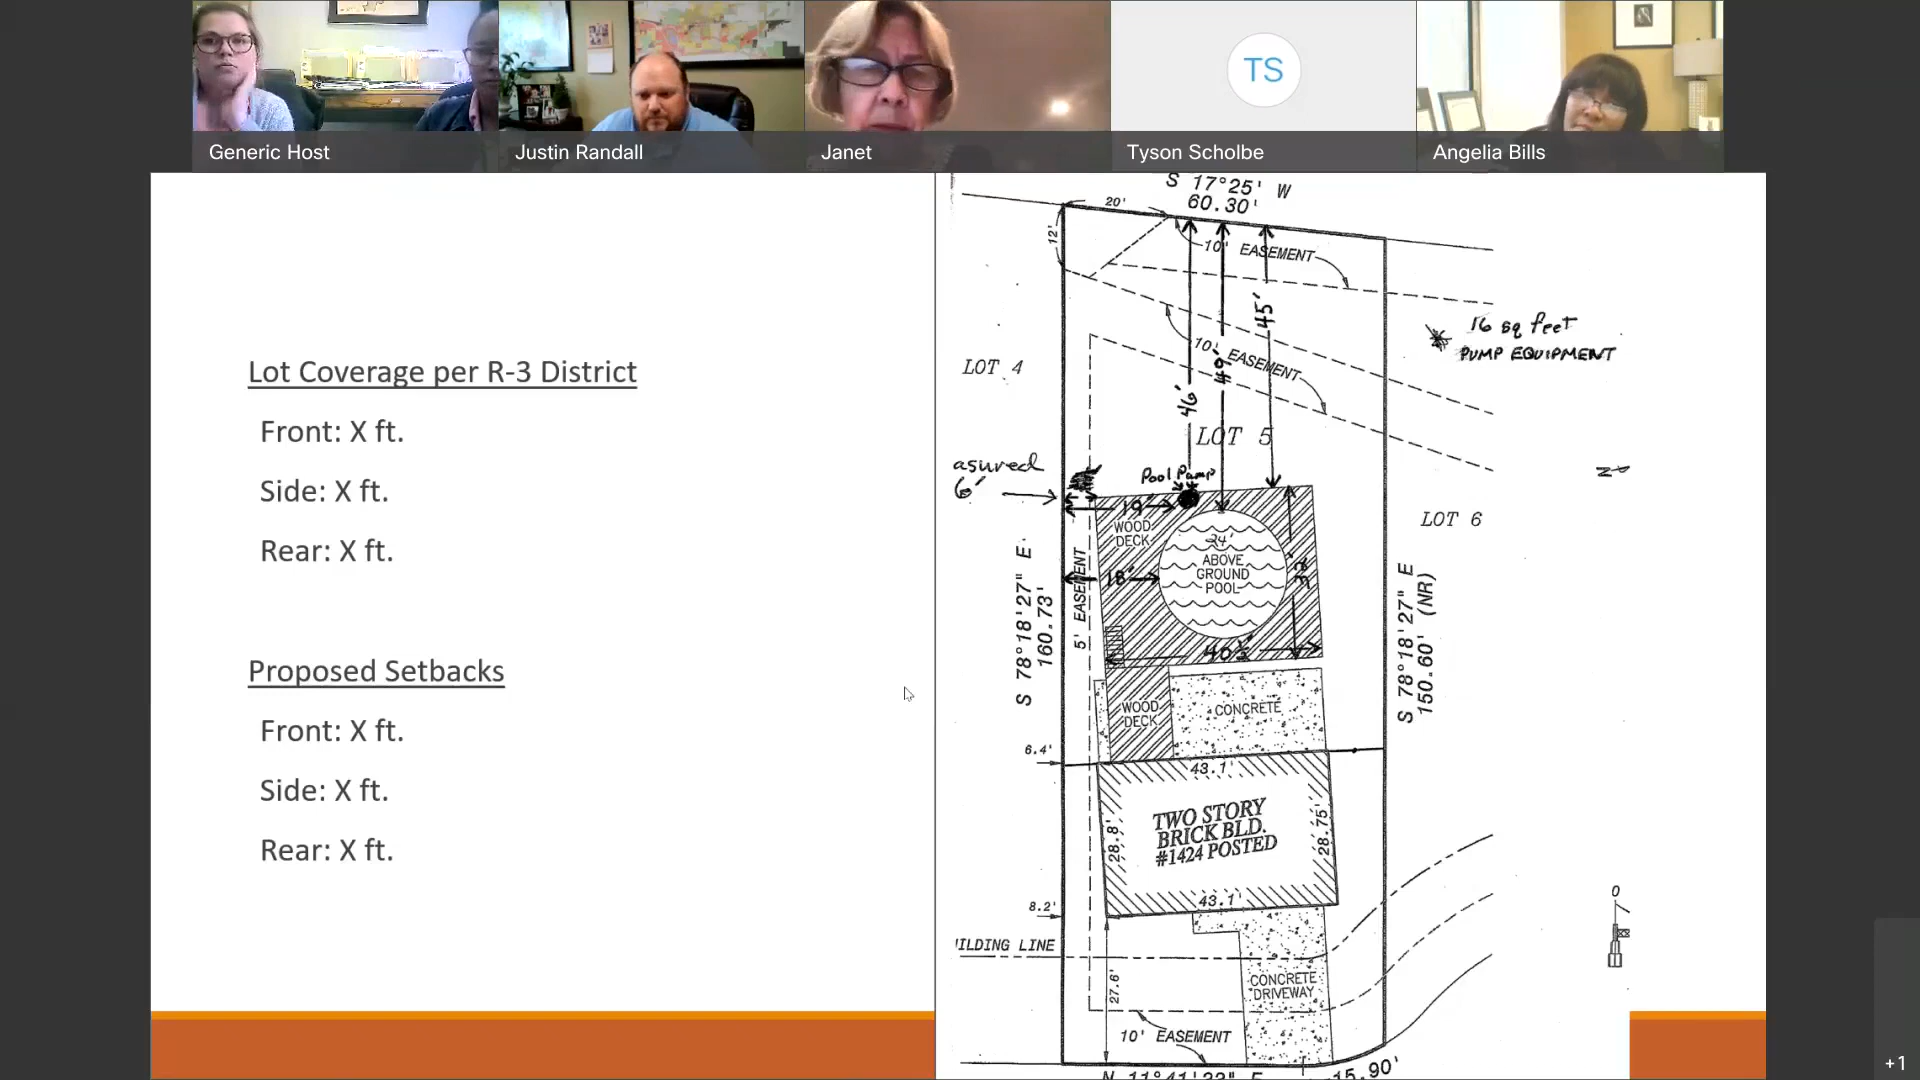 Generic Host
Justin Randall
Janet
TS
Tyson Scholbe
Angelia Bills
Lot Coverage per R-3 District
Front: X ft.
Side: X ft.
Rear: X ft.
Proposed Setbacks
Front: X ft.
Side: X ft.
Rear: X ft.
S 17°25' W
60.30'
20'
12'
10' EASEMENT
16 sq feet
PUMP EQUIPMENT
45'
10' EASEMENT
49'
46'
LOT 4
LOT 5
asured
6'
Pool Pump
19'
WOOD
DECK
24'
ABOVE
GROUND
POOL
LOT 6
18'
32'
5' EASEMENT
S 78°18'27" E
160.73'
S 78°18'27" E
150.60' (NR)
40½'
WOOD
DECK
CONCRETE
6.4'
43.1'
TWO STORY
BRICK BLD.
#1424 POSTED
28.8'
28.75'
43.1'
8.2'
UILDING LINE
27.6'
CONCRETE
DRIVEWAY
10' EASEMENT
0
15.90'
+1